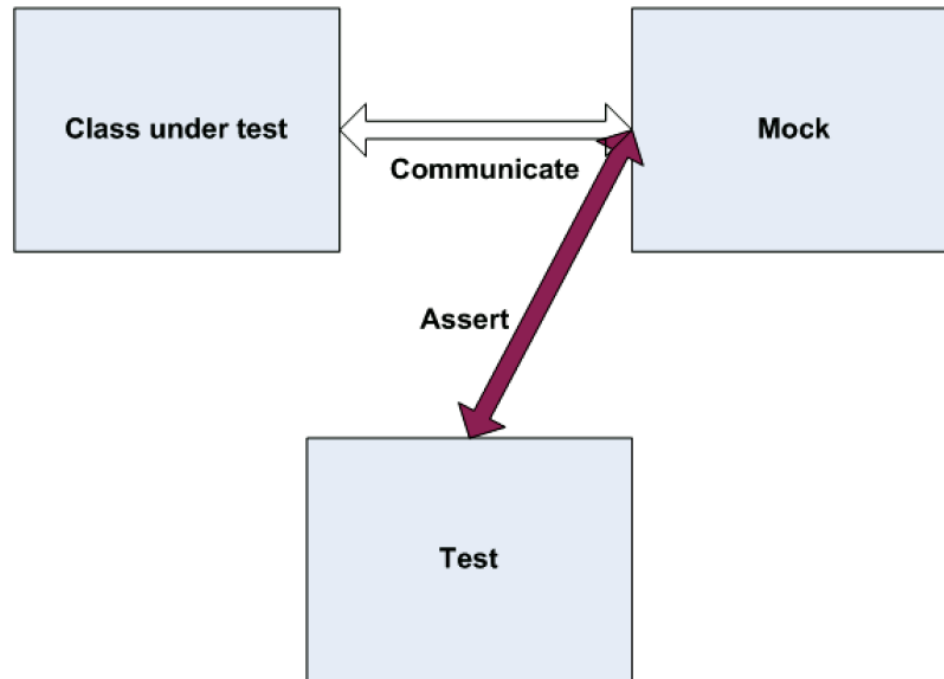 Class under test
Mock
Communicate
Assert
Test